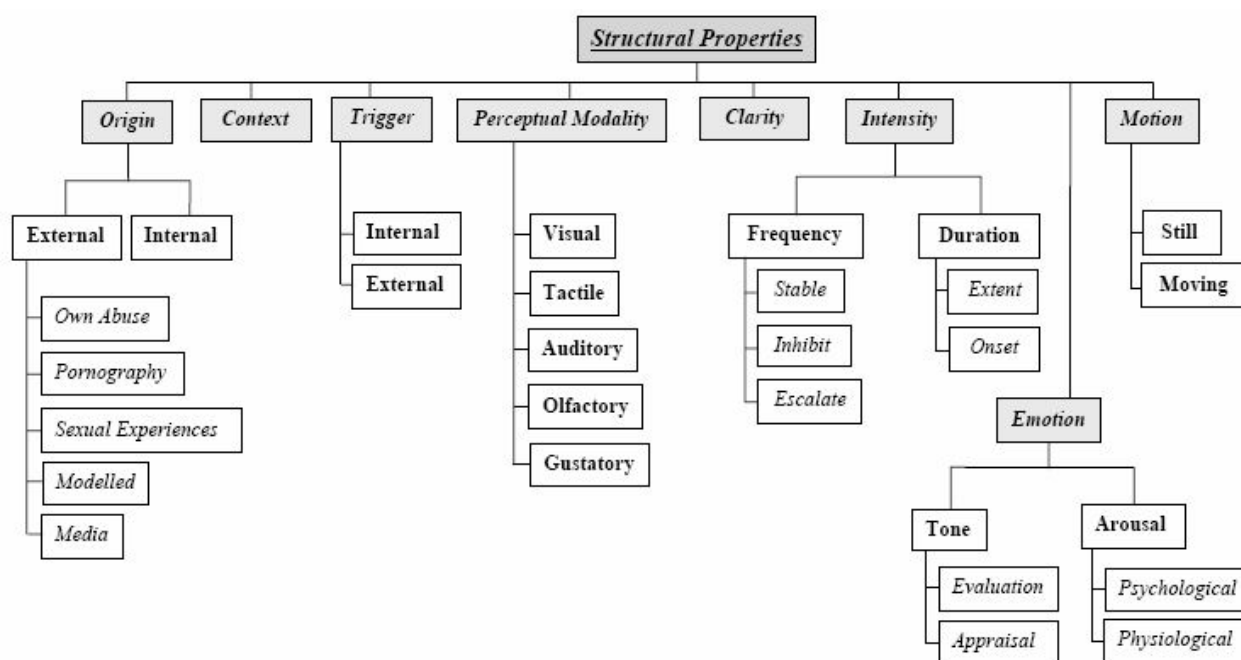 Structural Properties
Origin
Context
Trigger
Perceptual Modality
Clarity
Intensity
Motion
External
Internal
Internal
External
Visual
Tactile
Auditory
Olfactory
Gustatory
Frequency
Duration
Still
Moving
Own Abuse
Pornography
Sexual Experiences
Modelled
Media
Stable
Inhibit
Escalate
Extent
Onset
Emotion
Tone
Arousal
Evaluation
Appraisal
Psychological
Physiological